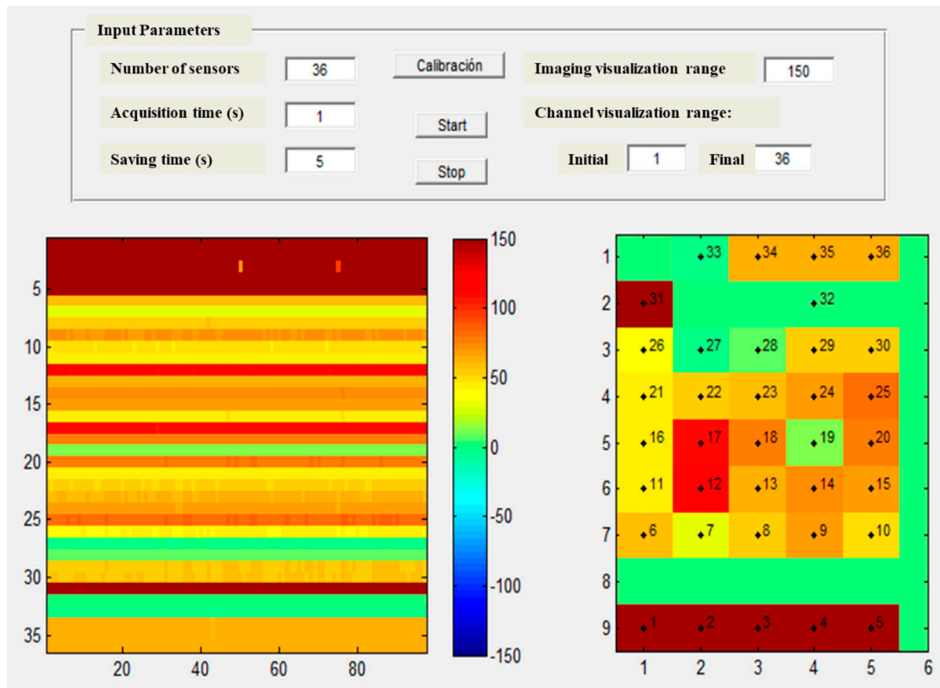 Input Parameters
Number of sensors 36 Calibración Imaging visualization range 150
Acquisition time (s) 1 Start Channel visualization range:
Saving time (s) 5 Stop Initial 1 Final 36
5
10
15
20
25
30
35
20 40 60 80
150
100
50
0
-50
-100
-150
1 33 34 35 36
2 31 32
3 26 27 28 29 30
4 21 22 23 24 25
5 16 17 18 19 20
6 11 12 13 14 15
7 6 7 8 9 10
8
9 1 2 3 4 5
1 2 3 4 5 6